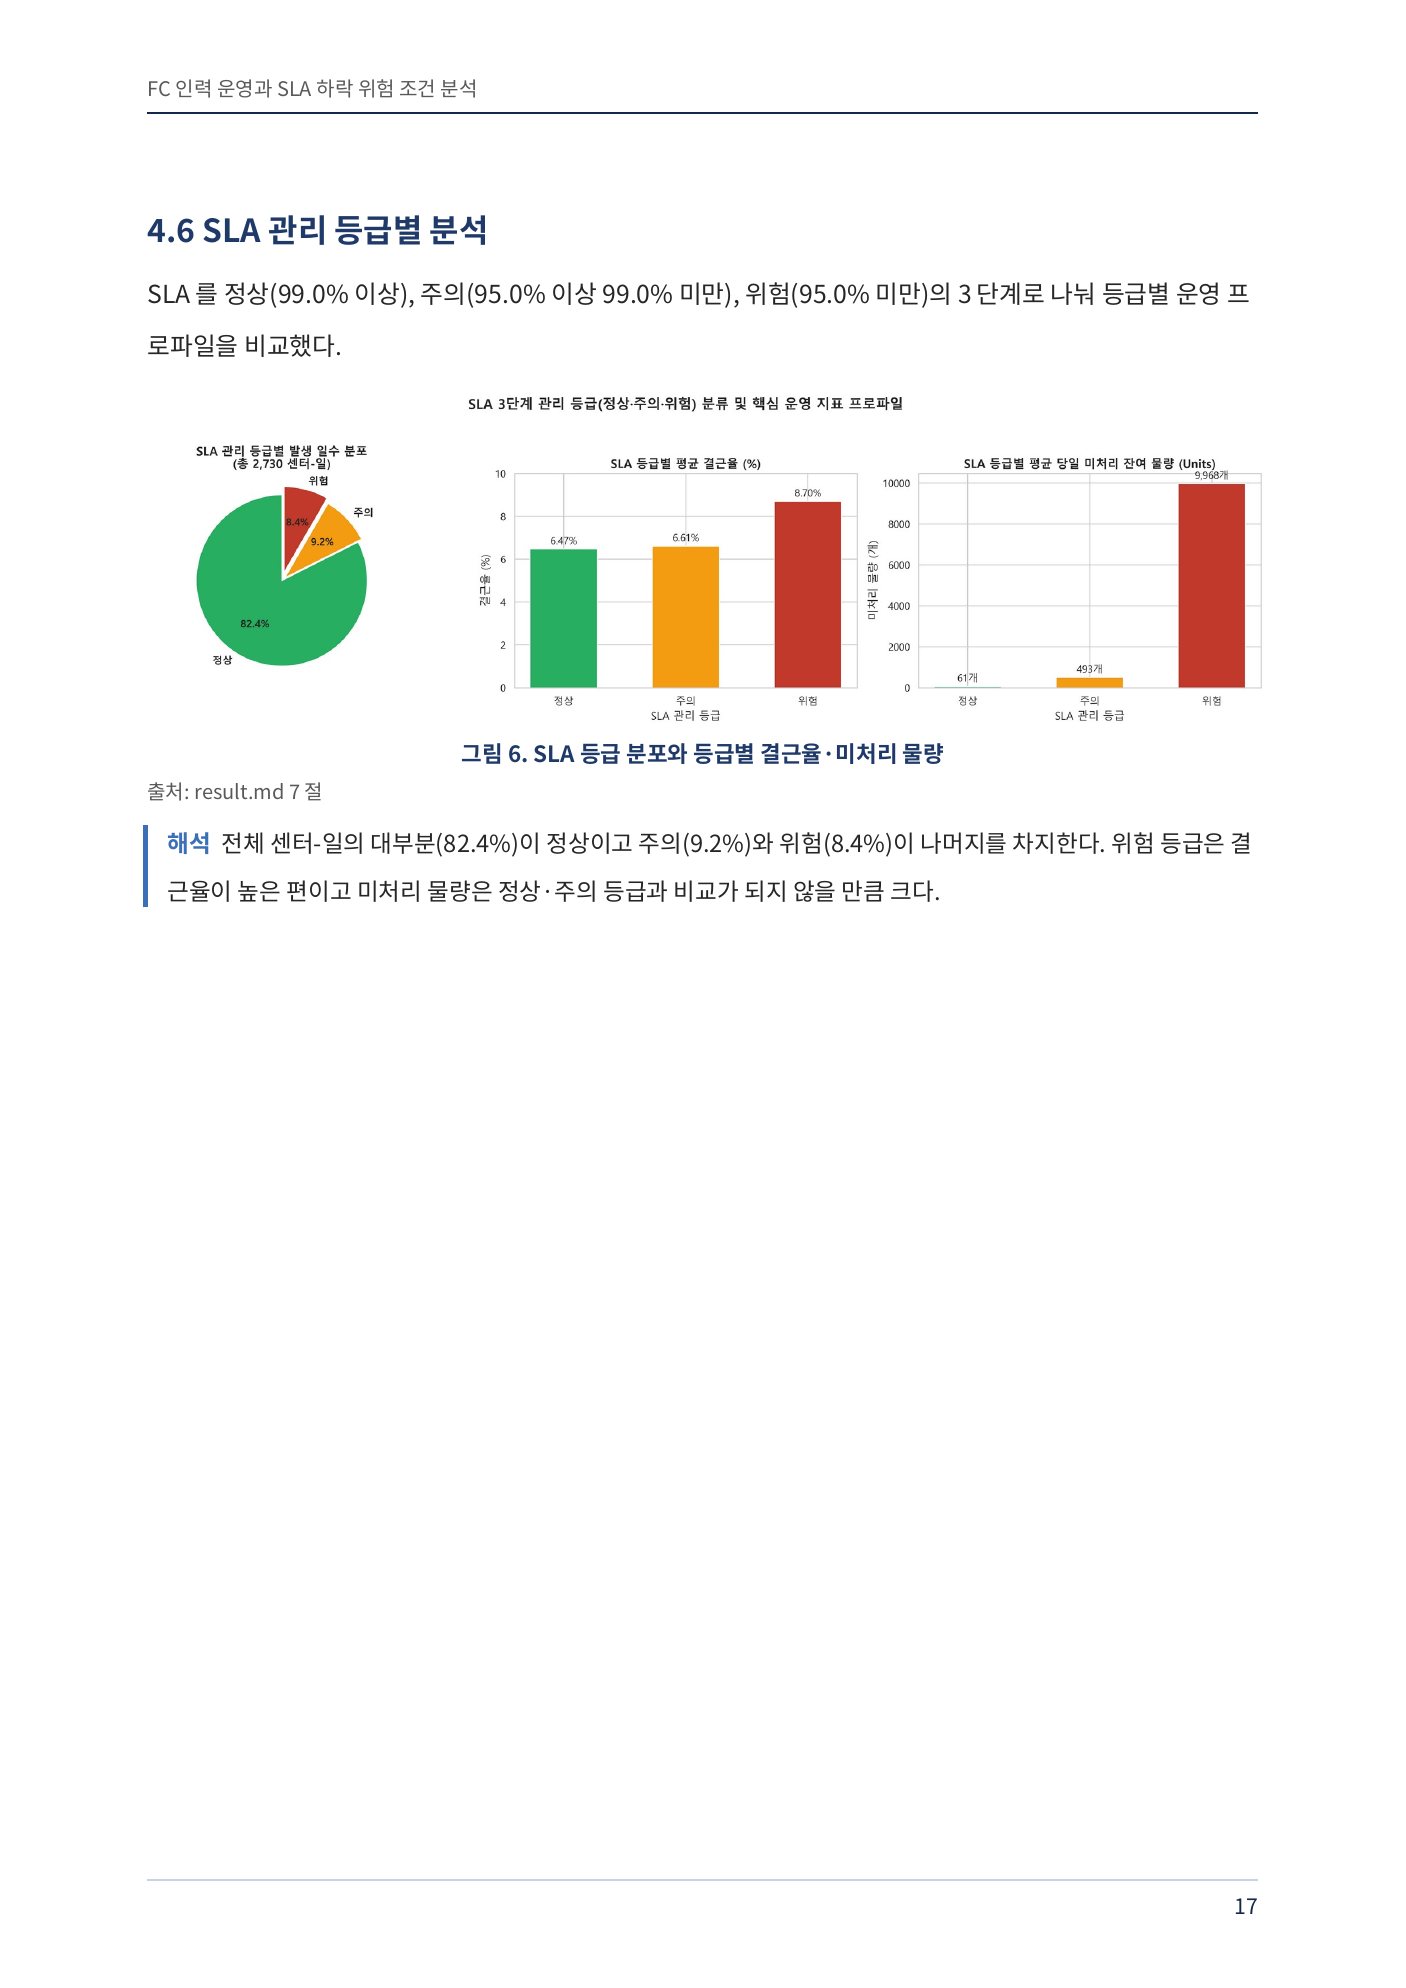 FC 인력 운영과 SLA 하락 위험 조건 분석
4.6 SLA 관리 등급별 분석
SLA 를 정상(99.0% 이상), 주의(95.0% 이상 99.0% 미만), 위험(95.0% 미만)의 3 단계로 나눠 등급별 운영 프
로파일을 비교했다.
SLA 3단계 관리 등급(정상·주의·위험) 분류 및 핵심 운영 지표 프로파일
SLA 관리 등급별 발생 일수 분포
(총 2,730 센터-일)
위험
주의
8.4%
9.2%
82.4%
정상
SLA 등급별 평균 결근율 (%)
결근율 (%)
10
8
6
4
2
0
6.47%
6.61%
8.70%
정상
주의
위험
SLA 관리 등급
SLA 등급별 평균 당일 미처리 잔여 물량 (Units)
미처리 물량 (개)
10000
8000
6000
4000
2000
0
61개
493개
9,968개
정상
주의
위험
SLA 관리 등급
그림 6. SLA 등급 분포와 등급별 결근율·미처리 물량
출처: result.md 7 절
해석 전체 센터-일의 대부분(82.4%)이 정상이고 주의(9.2%)와 위험(8.4%)이 나머지를 차지한다. 위험 등급은 결
근율이 높은 편이고 미처리 물량은 정상·주의 등급과 비교가 되지 않을 만큼 크다.
17